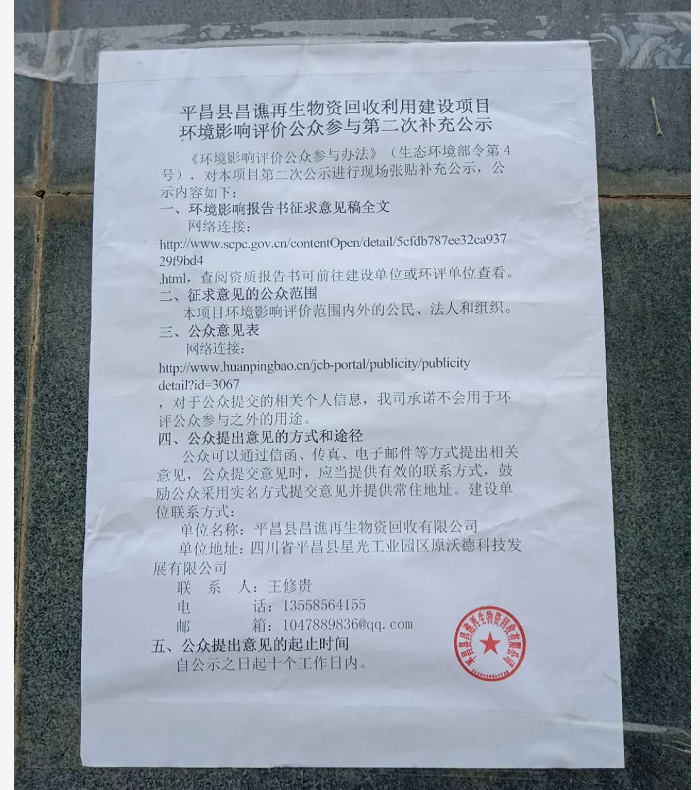 平昌县昌谯再生物资回收利用建设项目
环境影响评价公众参与第二次补充公示
《环境影响评价公众参与办法》（生态环境部令第 4
号），对本项目第二次公示进行现场张贴补充公示，公
示内容如下：
一、环境影响报告书征求意见稿全文
网络连接：
http://www.scpc.gov.cn/contentOpen/detail/5cfdb787ee32ca937
29f9bd4
.html，查阅资质报告书可前往建设单位或环评单位查看。
二、征求意见的公众范围
本项目环境影响评价范围内外的公民、法人和组织。
三、公众意见表
网络连接：
http://www.huanpingbao.cn/jcb-portal/publicity/publicity
detail?id=3067
，对于公众提交的相关个人信息，我司承诺不会用于环
评公众参与之外的用途。
四、公众提出意见的方式和途径
公众可以通过信函、传真、电子邮件等方式提出相关
意见，公众提交意见时，应当提供有效的联系方式，鼓
励公众采用实名方式提交意见并提供常住地址。建设单
位联系方式：
单位名称：平昌县昌谯再生物资回收有限公司
单位地址：四川省平昌县星光工业园区原沃德科技发
展有限公司
联 系 人：王修贵
电 话：13558564155
邮 箱：1047889836@qq.com
五、公众提出意见的起止时间
自公示之日起十个工作日内。
平昌县昌谯再生物资回收有限公司